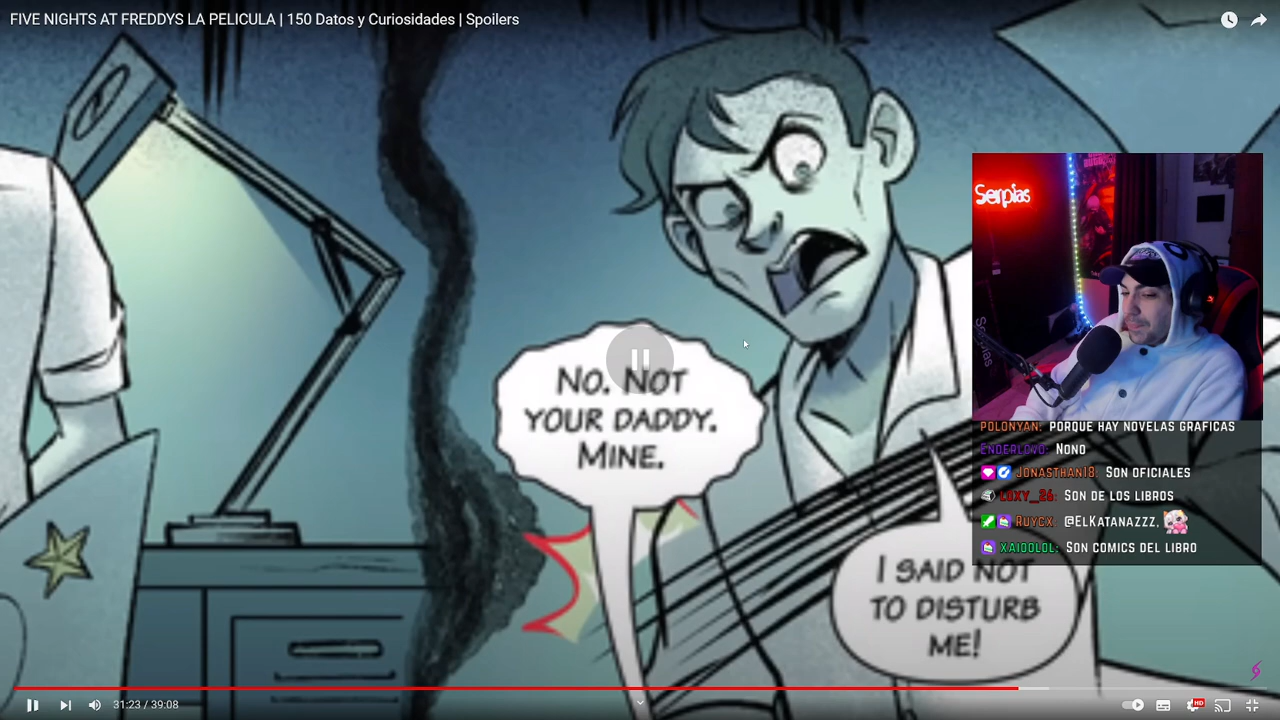 FIVE NIGHTS AT FREDDYS LA PELICULA | 150 Datos y Curiosidades | Spoilers
Serpias
Serpias
NO. NOT
YOUR DADDY.
MINE.
POLONYAN: PORQUE HAY NOVELAS GRAFICAS
ENDERLOVO: NONO
JONASTHAN18: SON OFICIALES
LOXY_26: SON DE LOS LIBROS
RUYCX: @ELKATANAZZZ,
XAIDOLOL: SON COMICS DEL LIBRO
I SAID NOT
TO DISTURB
ME!
31:23 / 39:08
HD